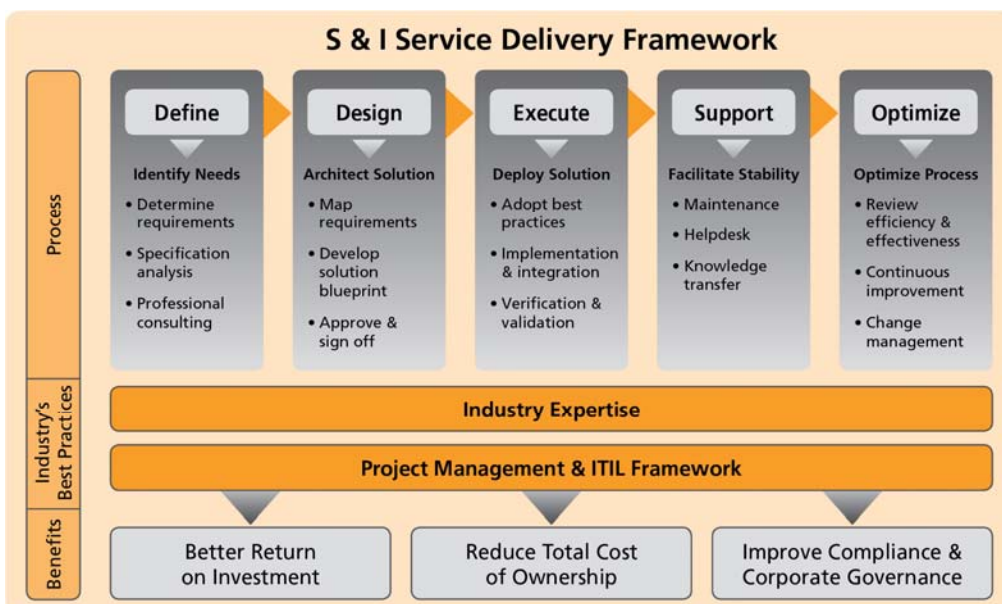 S & I Service Delivery Framework
Process
Define
Identify Needs
• Determine
requirements
• Specification
analysis
• Professional
consulting
Design
Architect Solution
• Map
requirements
• Develop
solution
blueprint
• Approve &
sign off
Execute
Deploy Solution
• Adopt best
practices
• Implementation
& integration
• Verification &
validation
Support
Facilitate Stability
• Maintenance
• Helpdesk
• Knowledge
transfer
Optimize
Optimize Process
• Review
efficiency &
effectiveness
• Continuous
improvement
• Change
management
Industry's
Best Practices
Industry Expertise
Project Management & ITIL Framework
Benefits
Better Return
on Investment
Reduce Total Cost
of Ownership
Improve Compliance &
Corporate Governance